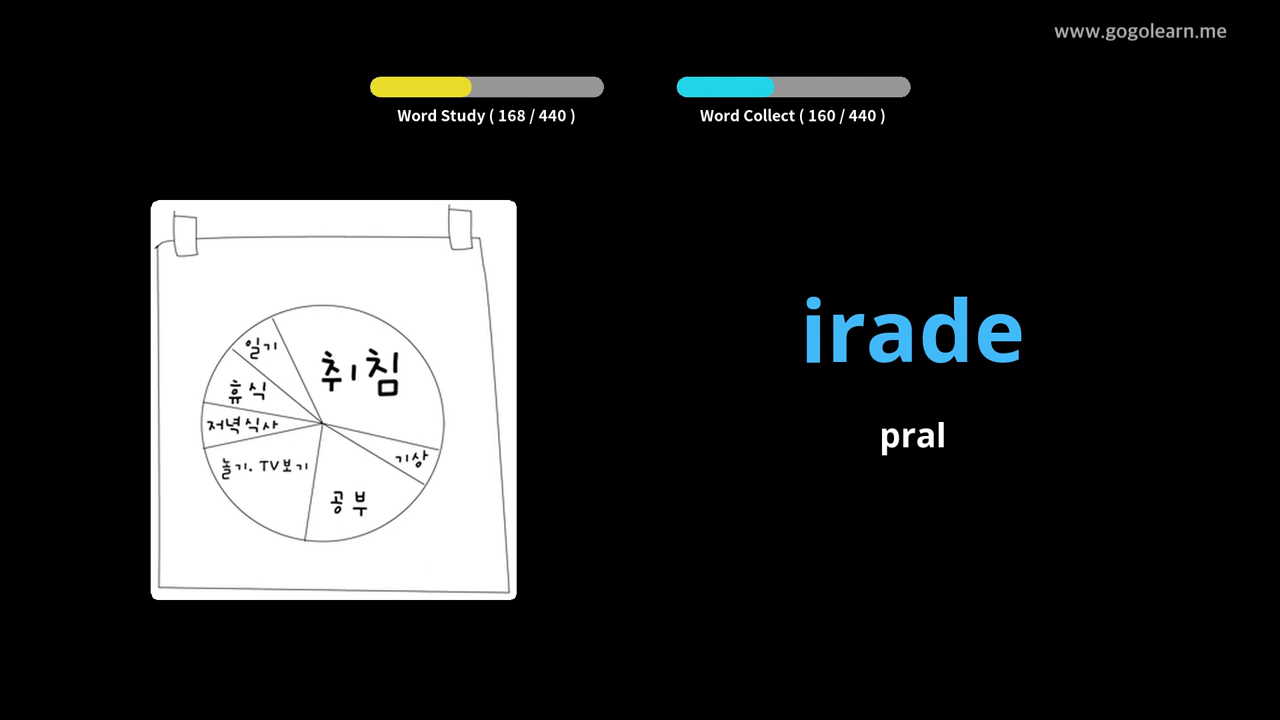 www.gogolearn.me
Word Study ( 168 / 440 )
Word Collect ( 160 / 440 )
일기
취침
휴식
저녁식사
놀기. TV보기
기상
공부
irade
pral